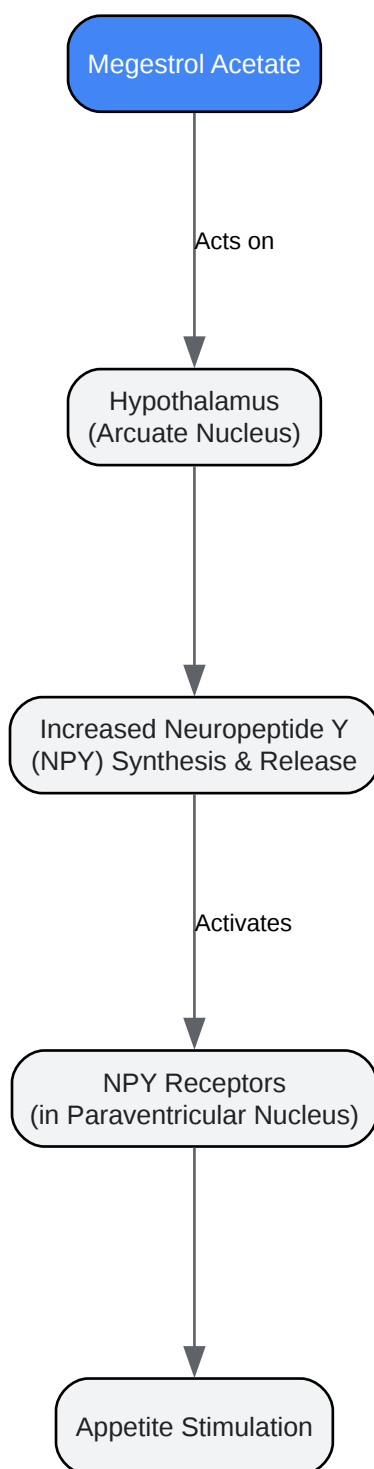 Megestrol Acetate
Acts on
Hypothalamus
(Arcuate Nucleus)
Increased Neuropeptide Y
(NPY) Synthesis & Release
Activates
NPY Receptors
(in Paraventricular Nucleus)
Appetite Stimulation